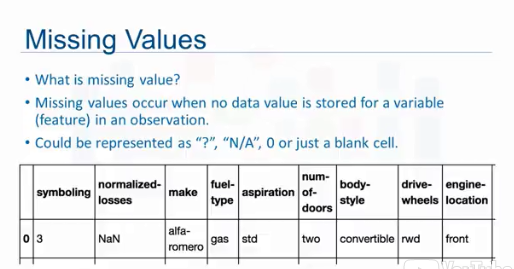 Missing Values
• What is missing value?
• Missing values occur when no data value is stored for a variable
(feature) in an observation.
• Could be represented as “?”, “N/A”, 0 or just a blank cell.
symboling normalized-losses make fuel-type aspiration num-of-doors body-style drive-wheels engine-location
0 3 NaN alfa-romero gas std two convertible rwd front
YouTube